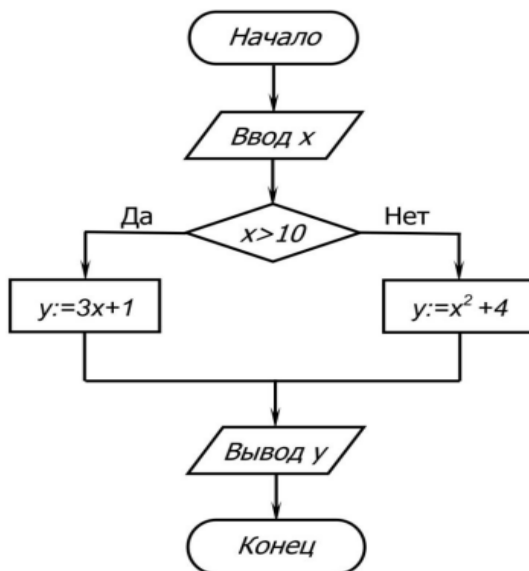 Начало
Ввод x
Да
x>10
Нет
y:=3x+1
y:=x² +4
Вывод y
Конец